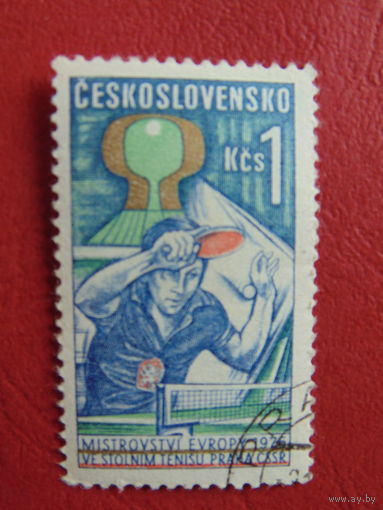 ČESKOSLOVENSKO
Kčs 1
MISTROVSTVÍ EVROPY 1976
VE STOLNÍM TENISU PRAHA ČSSR
www.ay.by